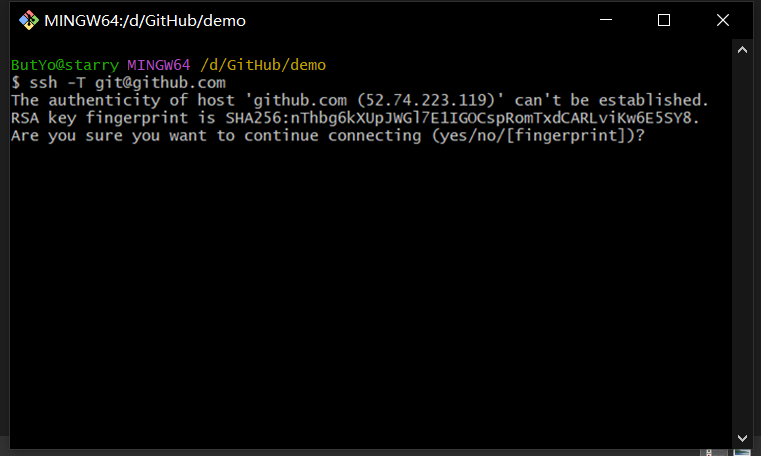 MINGW64:/d/GitHub/demo
ButYo@starry MINGW64 /d/GitHub/demo
$ ssh -T git@github.com
The authenticity of host 'github.com (52.74.223.119)' can't be established.
RSA key fingerprint is SHA256:nThbg6kXUpJWGl7E1IGOCspRomTxdCARLviKw6E5SY8.
Are you sure you want to continue connecting (yes/no/[fingerprint])?